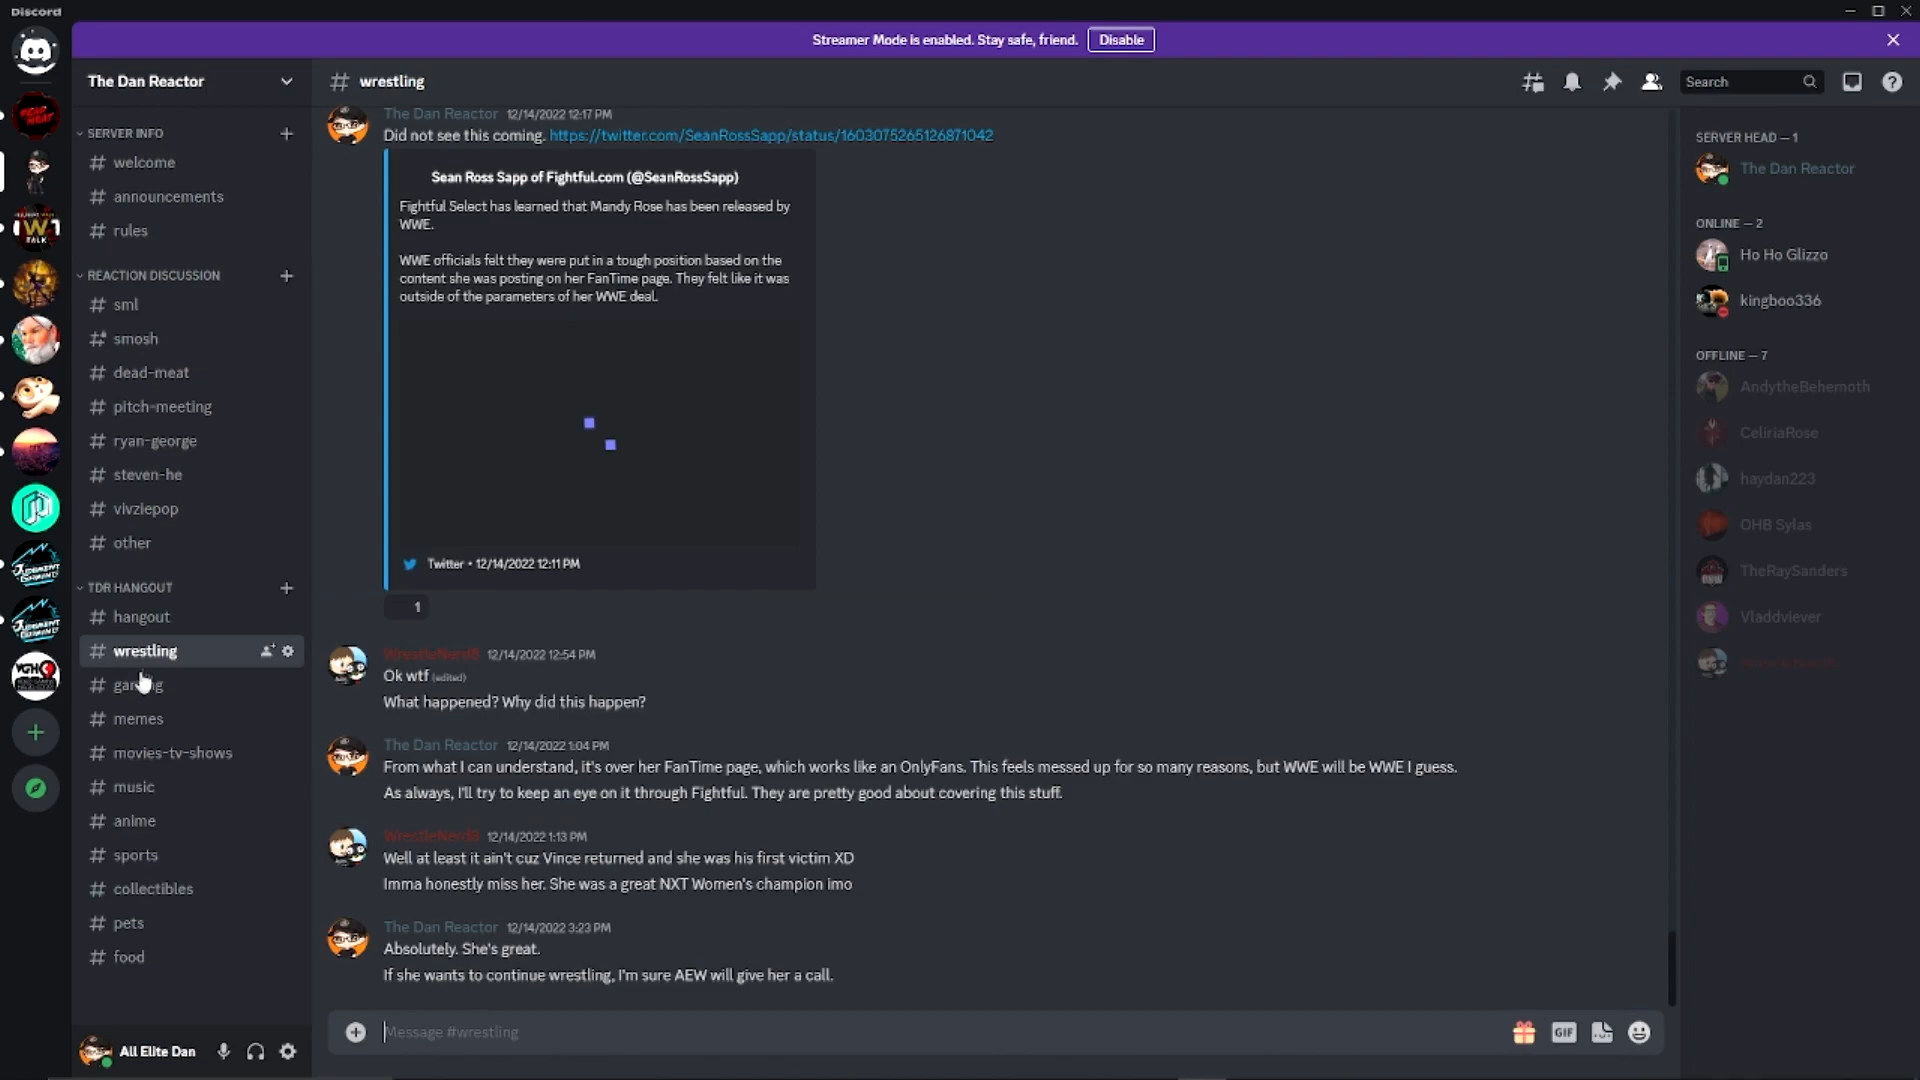 Discord
Streamer Mode is enabled. Stay safe, friend.
Disable
The Dan Reactor
SERVER INFO
welcome
announcements
rules
REACTION DISCUSSION
sml
smosh
dead-meat
pitch-meeting
ryan-george
steven-he
vivziepop
other
TDR HANGOUT
hangout
wrestling
gaming
memes
movies-tv-shows
music
anime
sports
collectibles
pets
food
All Elite Dan
wrestling
Search
The Dan Reactor 12/14/2022 12:17 PM
Did not see this coming. https://twitter.com/SeanRossSapp/status/1603075265126871042
Sean Ross Sapp of Fightful.com (@SeanRossSapp)
Fightful Select has learned that Mandy Rose has been released by
WWE.
WWE officials felt they were put in a tough position based on the
content she was posting on her FanTime page. They felt like it was
outside of the parameters of her WWE deal.
Twitter • 12/14/2022 12:11 PM
1
WrestleNerd8 12/14/2022 12:54 PM
Ok wtf (edited)
What happened? Why did this happen?
The Dan Reactor 12/14/2022 1:04 PM
From what I can understand, it's over her FanTime page, which works like an OnlyFans. This feels messed up for so many reasons, but WWE will be WWE I guess.
As always, I'll try to keep an eye on it through Fightful. They are pretty good about covering this stuff.
WrestleNerd8 12/14/2022 1:13 PM
Well at least it ain't cuz Vince returned and she was his first victim XD
Imma honestly miss her. She was a great NXT Women's champion imo
The Dan Reactor 12/14/2022 3:23 PM
Absolutely. She's great.
If she wants to continue wrestling, I'm sure AEW will give her a call.
Message #wrestling
GIF
SERVER HEAD — 1
The Dan Reactor
ONLINE — 2
Ho Ho Glizzo
kingboo336
OFFLINE — 7
AndytheBehemoth
CeliriaRose
haydan223
OHB Sylas
TheRaySanders
Vladdviever